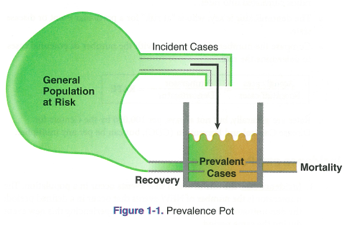 Incident Cases
General
Population
at Risk
Prevalent
Cases
Mortality
Recovery
Figure 1-1. Prevalence Pot